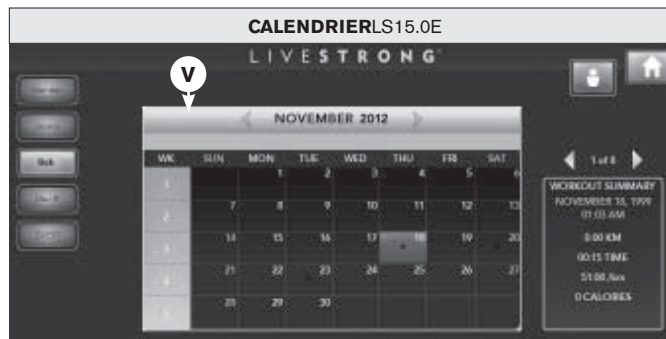 CALENDRIERLS15.0E
LIVESTRONG
V
NOVEMBER 2012
WK SUN MON TUE WED THU FRI SAT
1 1 2 3 4 5 6
2 7 8 9 10 11 12 13
3 14 15 16 17 18 19 20
4 21 22 23 24 25 26 27
5 28 29 30
Bob
1 of 8
WORKOUT SUMMARY
NOVEMBER 18, 1999
01:03 AM
0.00 KM
00:15 TIME
/km
0 CALORIES